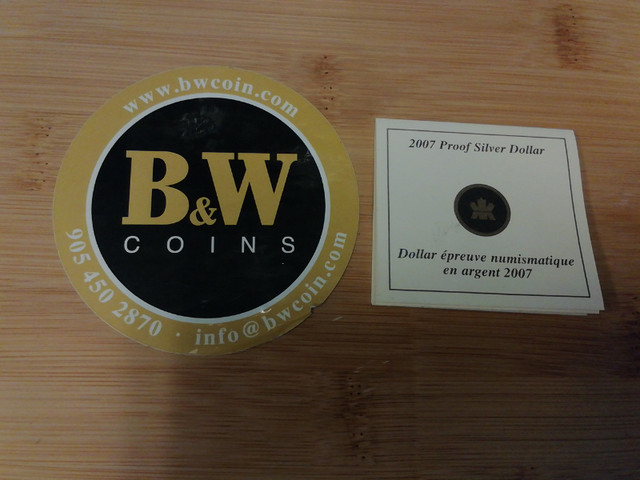 www.bwcoin.com
B&W
COINS
905 450 2870 · info@bwcoin.com
2007 Proof Silver Dollar
Dollar épreuve numismatique
en argent 2007